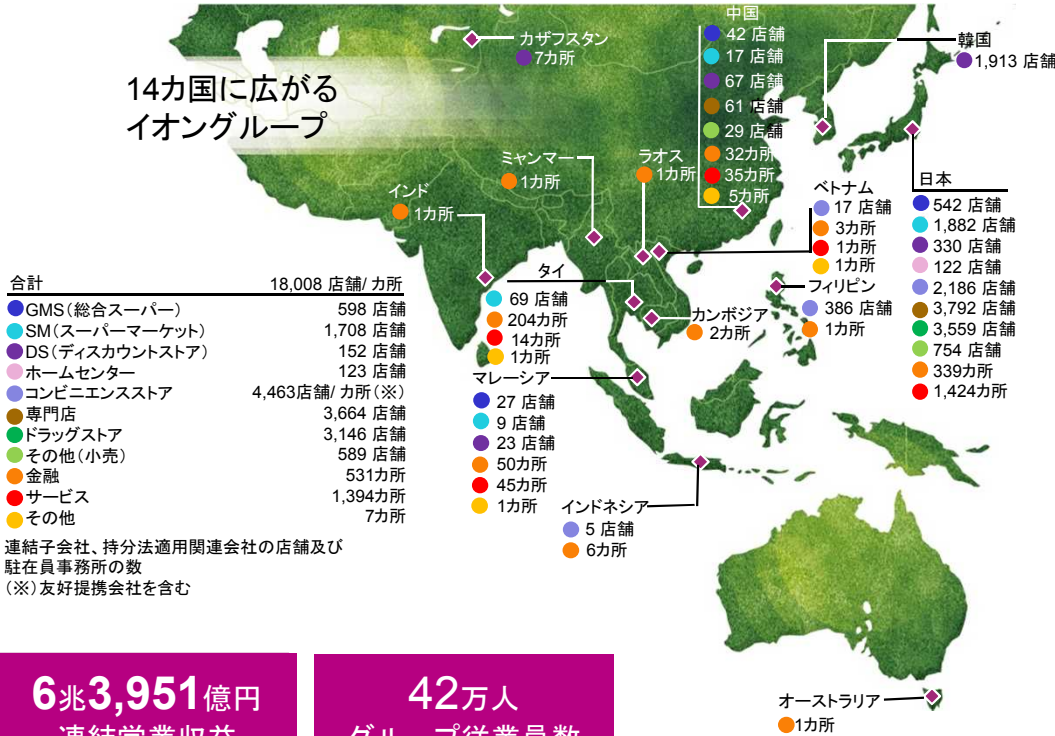 14カ国に広がる
イオングループ
カザフスタン
7カ所
中国
42 店舗
17 店舗
67 店舗
61 店舗
29 店舗
32カ所
35カ所
5カ所
韓国
1,913 店舗
ミャンマー
1カ所
ラオス
1カ所
インド
1カ所
ベトナム
17 店舗
3カ所
1カ所
1カ所
日本
542 店舗
1,882 店舗
330 店舗
122 店舗
2,186 店舗
3,792 店舗
3,559 店舗
754 店舗
339カ所
1,424カ所
フィリピン
386 店舗
1カ所
タイ
69 店舗
204カ所
14カ所
1カ所
カンボジア
2カ所
マレーシア
27 店舗
9 店舗
23 店舗
50カ所
45カ所
1カ所
インドネシア
5 店舗
6カ所
オーストラリア
1カ所
合計 18,008 店舗/ カ所
GMS（総合スーパー） 598 店舗
SM（スーパーマーケット） 1,708 店舗
DS（ディスカウントストア） 152 店舗
ホームセンター 123 店舗
コンビニエンスストア 4,463店舗/ カ所（※）
専門店 3,664 店舗
ドラッグストア 3,146 店舗
その他（小売） 589 店舗
金融 531カ所
サービス 1,394カ所
その他 7カ所
連結子会社、持分法適用関連会社の店舗及び
駐在員事務所の数
（※）友好提携会社を含む
6兆3,951億円
連結営業収益
42万人
グループ従業員数